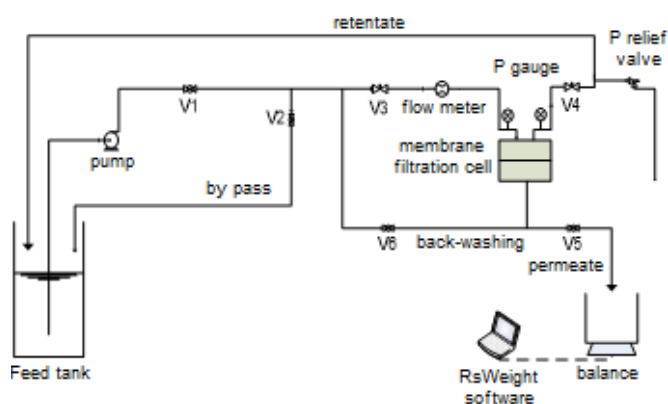 retentate
P relief
valve
P gauge
V1
V2
V3
flow meter
V4
pump
membrane
filtration cell
by pass
V6
back-washing
V5
permeate
Feed tank
RsWeight
software
balance